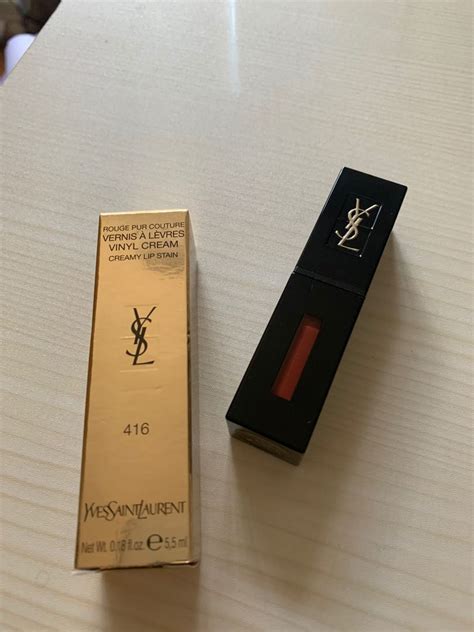 ROUGE PUR COUTURE
VERNIS À LÈVRES
VINYL CREAM
CREAMY LIP STAIN
YSL
416
YVESSAINTLAURENT
Net Wt. 0.18 fl.oz. ℮ 5,5 ml
YSL